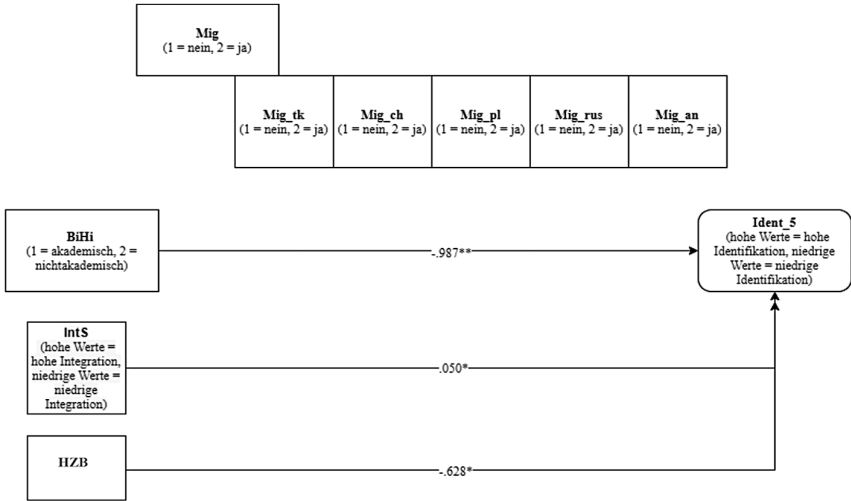 Mig
(1 = nein, 2 = ja)
Mig_tk
(1 = nein, 2 = ja)
Mig_ch
(1 = nein, 2 = ja)
Mig_pl
(1 = nein, 2 = ja)
Mig_rus
(1 = nein, 2 = ja)
Mig_an
(1 = nein, 2 = ja)
BiHi
(1 = akademisch, 2 =
nichtakademisch)
-.987**
Ident_5
(hohe Werte = hohe
Identifikation, niedrige
Werte = niedrige
Identifikation)
IntS
(hohe Werte =
hohe Integration,
niedrige Werte =
niedrige
Integration)
.050*
HZB
-.628*